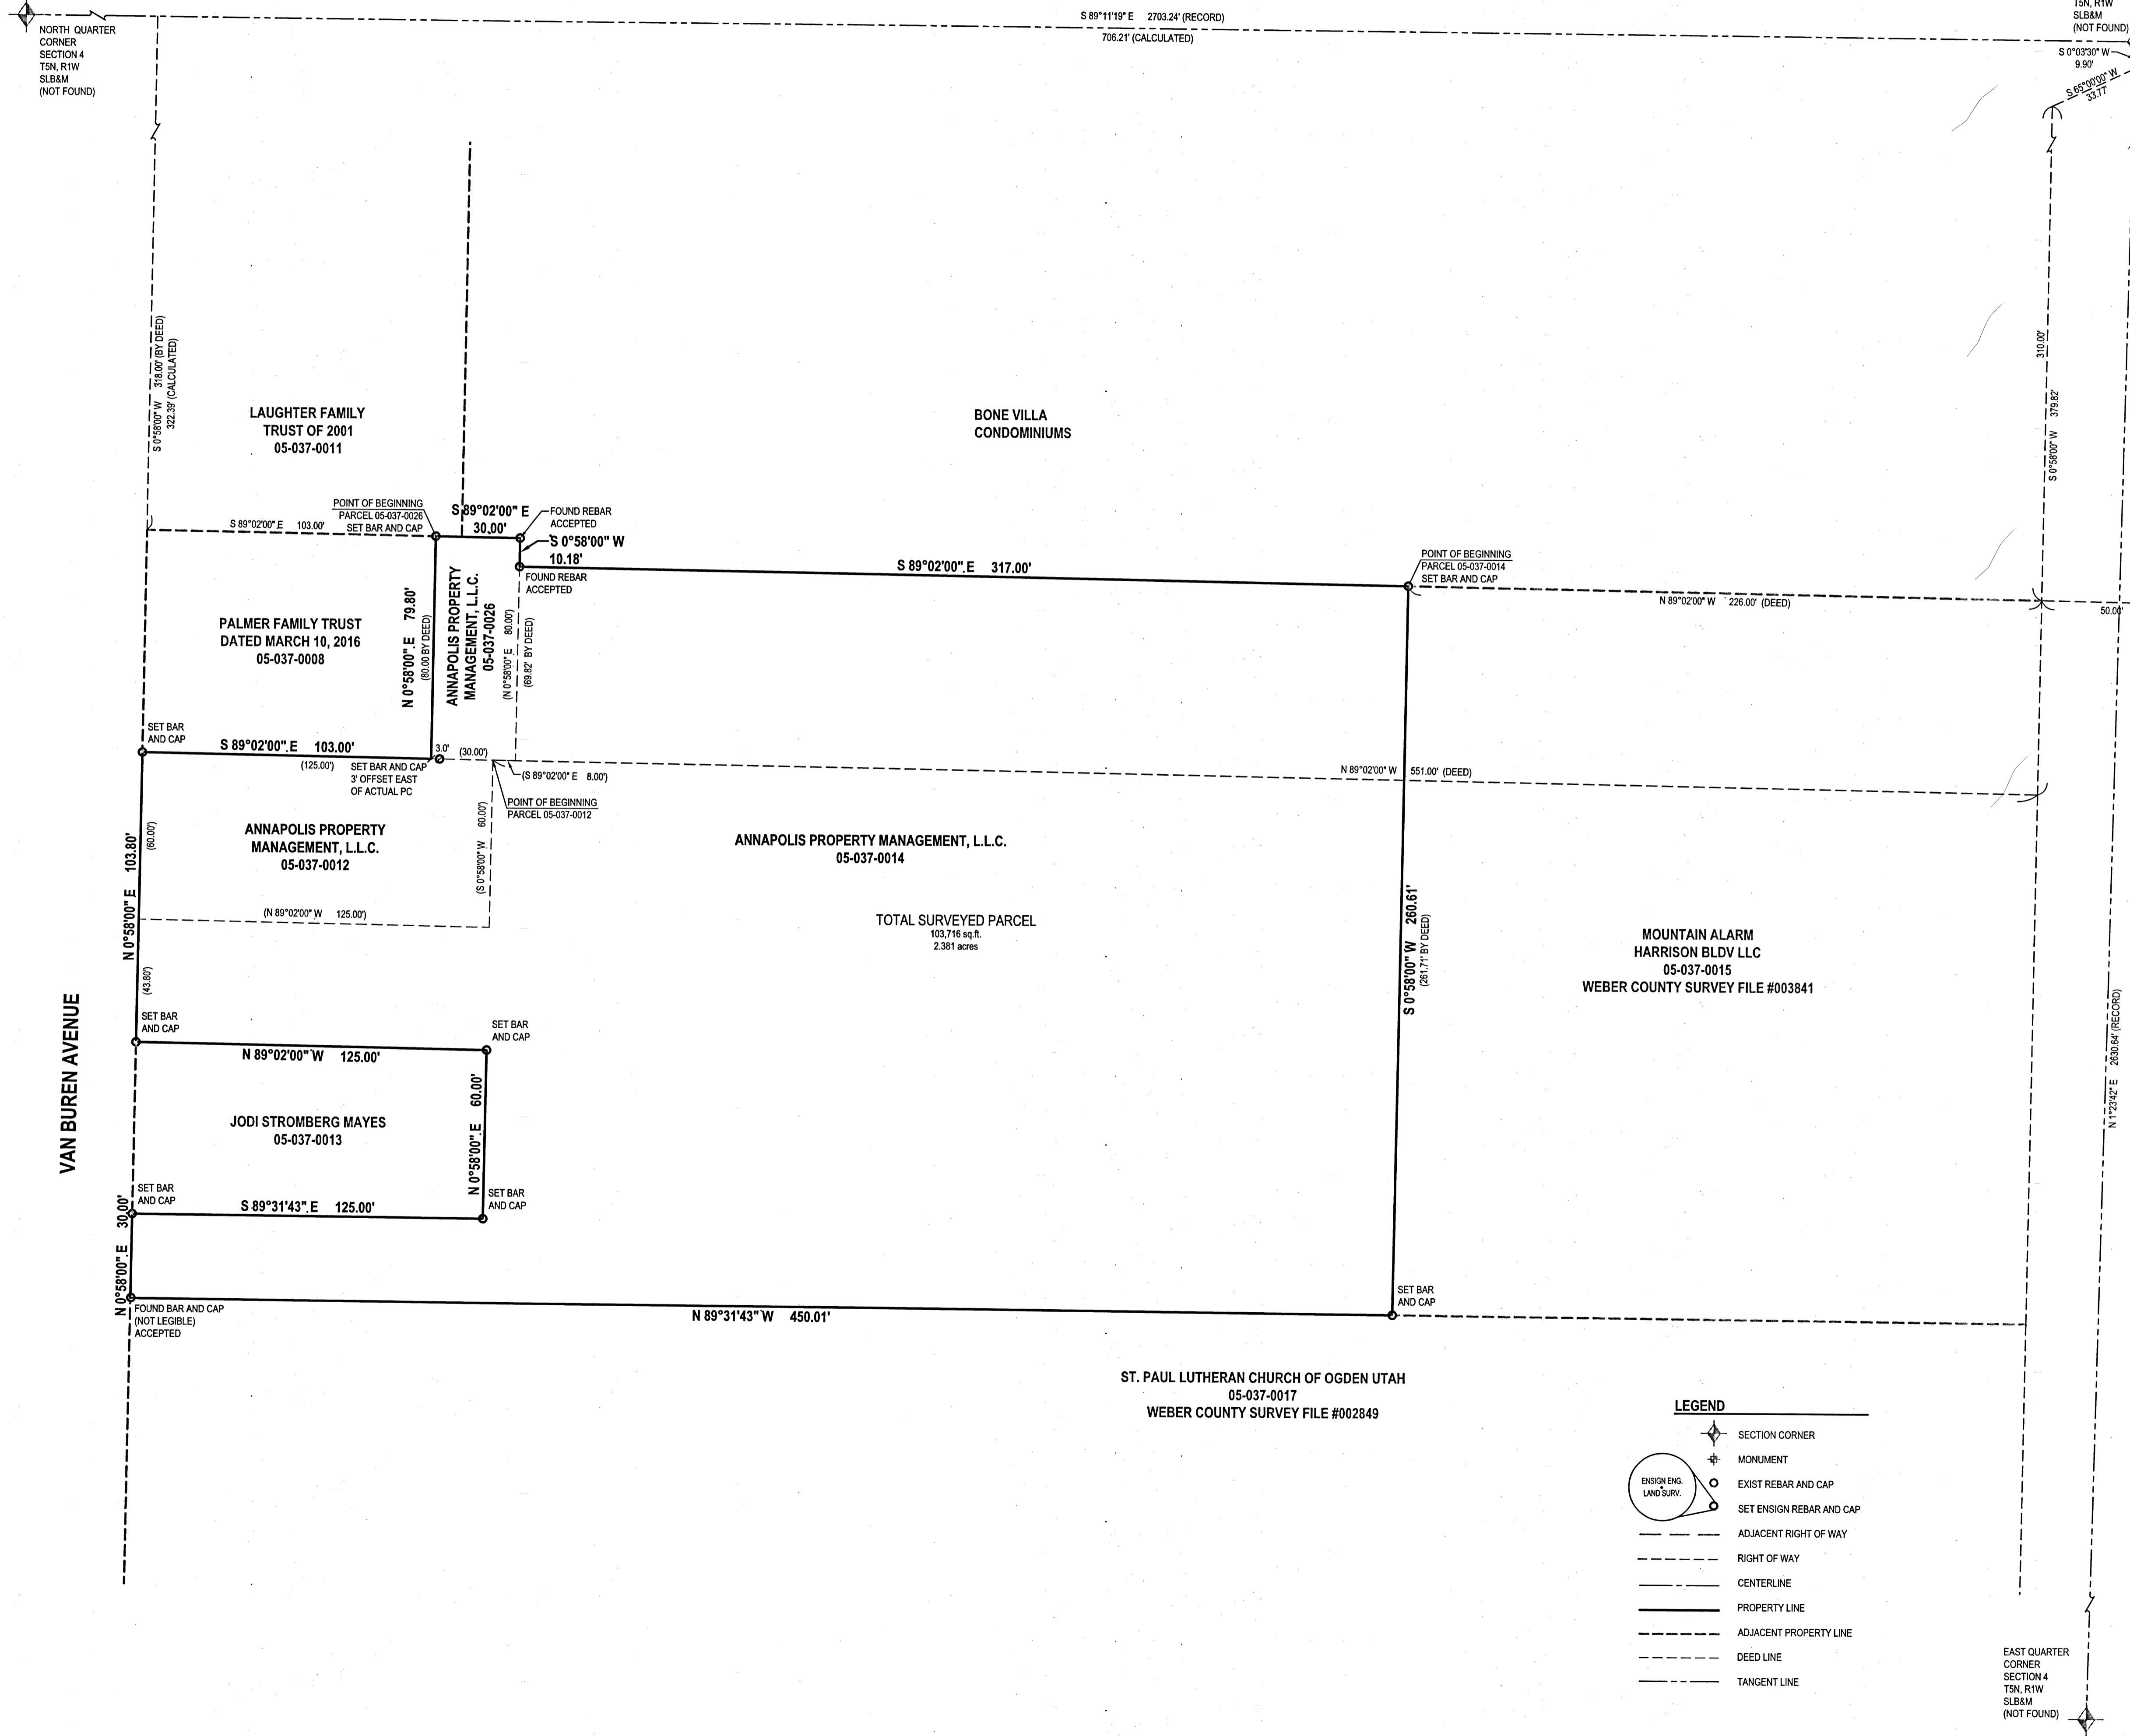 S 89°11'19" E 2703.24' (RECORD)
706.21' (CALCULATED)
NORTH QUARTER
CORNER
SECTION 4
T5N, R1W
SLB&M
(NOT FOUND)
T5N, R1W
SLB&M
(NOT FOUND)
S 0°03'30" W
9.90'
S 65°00'00" W
33.77'
S 0°58'00" W 318.00' (BY DEED)
322.39' (CALCULATED)
310.00'
S 0°58'00" W 379.82'
LAUGHTER FAMILY
TRUST OF 2001
05-037-0011
BONE VILLA
CONDOMINIUMS
POINT OF BEGINNING
PARCEL 05-037-0026
SET BAR AND CAP
S 89°02'00" E 103.00'
S 89°02'00" E
30.00'
FOUND REBAR
ACCEPTED
S 0°58'00" W
10.18'
FOUND REBAR
ACCEPTED
S 89°02'00" E 317.00'
POINT OF BEGINNING
PARCEL 05-037-0014
SET BAR AND CAP
N 89°02'00" W 226.00' (DEED)
50.00'
PALMER FAMILY TRUST
DATED MARCH 10, 2016
05-037-0008
N 0°58'00" E 79.80'
(80.00 BY DEED)
ANNAPOLIS PROPERTY
MANAGEMENT, L.L.C.
05-037-0026
(N 0°58'00" E 80.00')
(69.82' BY DEED)
SET BAR
AND CAP
S 89°02'00" E 103.00'
(125.00')
SET BAR AND CAP
3' OFFSET EAST
OF ACTUAL PC
3.0'
(30.00')
(S 89°02'00" E 8.00')
POINT OF BEGINNING
PARCEL 05-037-0012
N 89°02'00" W 551.00' (DEED)
N 0°58'00" E 103.80'
(60.00')
ANNAPOLIS PROPERTY
MANAGEMENT, L.L.C.
05-037-0012
(S 0°58'00" W 60.00')
(N 89°02'00" W 125.00')
(43.80')
ANNAPOLIS PROPERTY MANAGEMENT, L.L.C.
05-037-0014
TOTAL SURVEYED PARCEL
103,716 sq.ft.
2.381 acres
S 0°58'00" W 260.61'
(261.71' BY DEED)
MOUNTAIN ALARM
HARRISON BLDV LLC
05-037-0015
WEBER COUNTY SURVEY FILE #003841
N 1°23'42" E 2630.64' (RECORD)
VAN BUREN AVENUE
SET BAR
AND CAP
SET BAR
AND CAP
N 89°02'00" W 125.00'
JODI STROMBERG MAYES
05-037-0013
N 0°58'00" E 60.00'
SET BAR
AND CAP
S 89°31'43" E 125.00'
SET BAR
AND CAP
N 0°58'00" E 30.00'
FOUND BAR AND CAP
(NOT LEGIBLE)
ACCEPTED
N 89°31'43" W 450.01'
SET BAR
AND CAP
ST. PAUL LUTHERAN CHURCH OF OGDEN UTAH
05-037-0017
WEBER COUNTY SURVEY FILE #002849
LEGEND
SECTION CORNER
MONUMENT
EXIST REBAR AND CAP
ENSIGN ENG.
LAND SURV.
SET ENSIGN REBAR AND CAP
ADJACENT RIGHT OF WAY
RIGHT OF WAY
CENTERLINE
PROPERTY LINE
ADJACENT PROPERTY LINE
DEED LINE
TANGENT LINE
EAST QUARTER
CORNER
SECTION 4
T5N, R1W
SLB&M
(NOT FOUND)